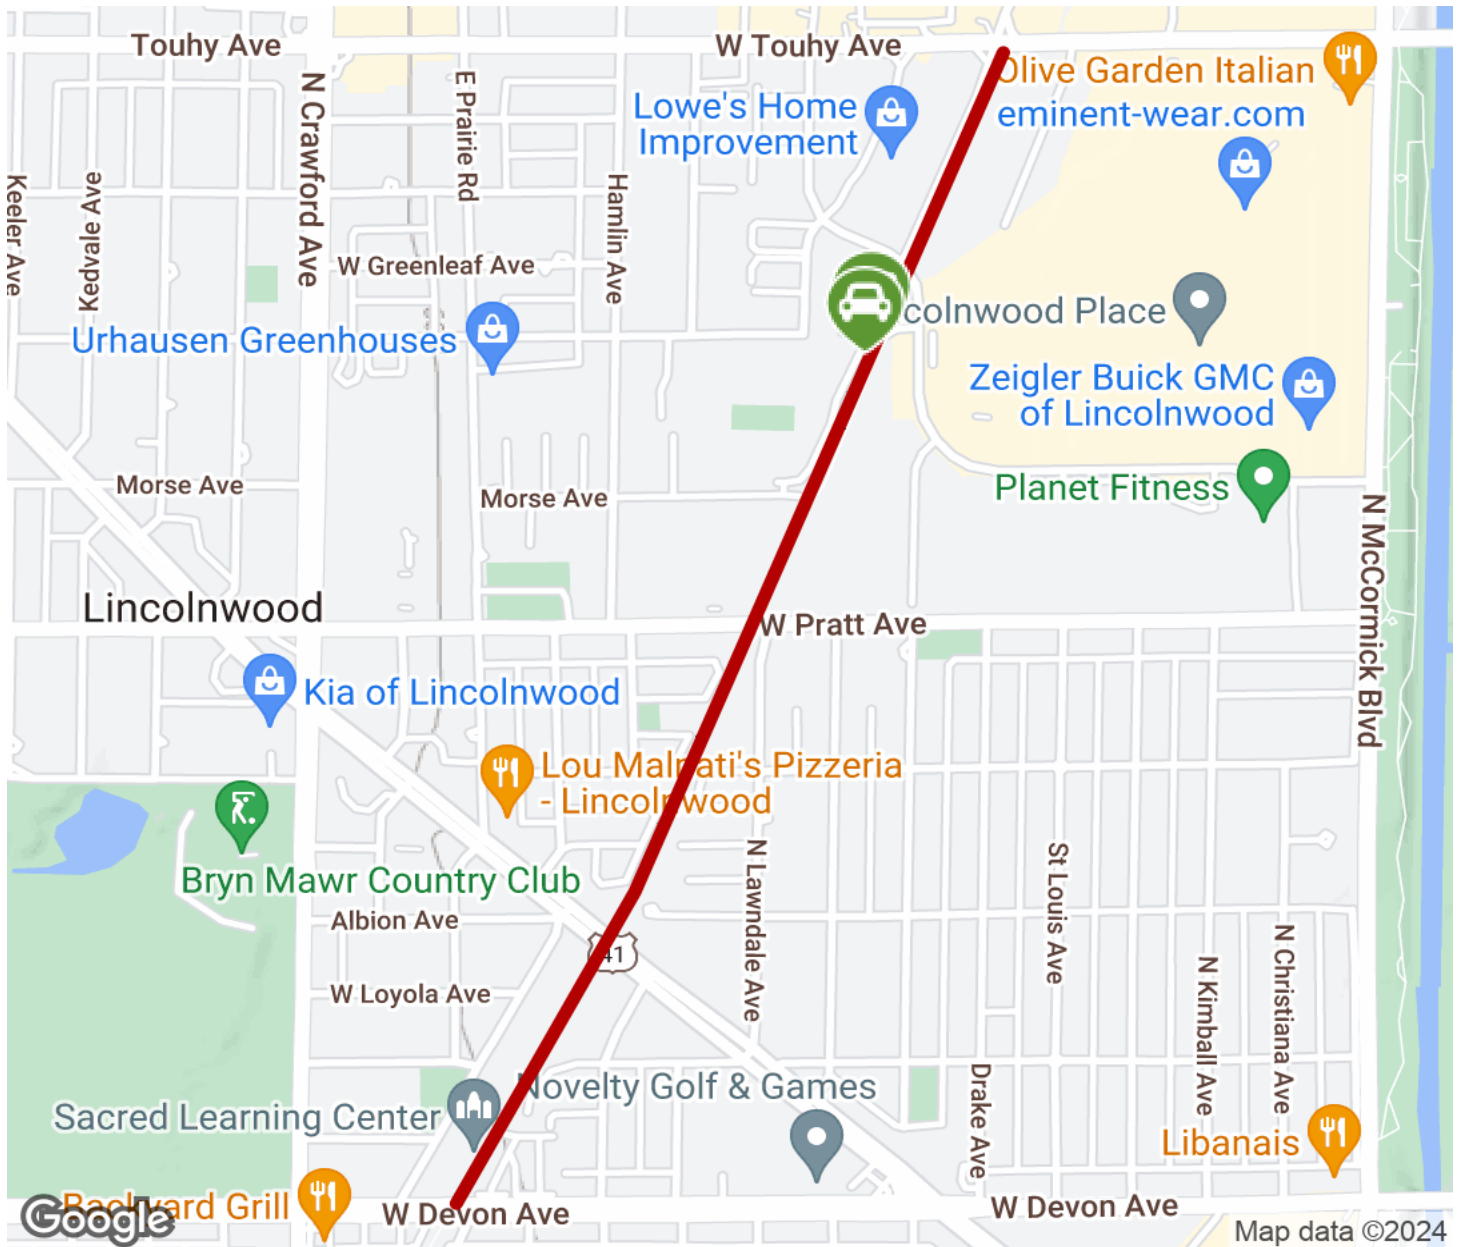 Touhy Ave
W Touhy Ave
Olive Garden Italian
eminent-wear.com
Lowe's Home
Improvement
N Crawford Ave
E Prairie Rd
Keeler Ave
Kedvale Ave
Hamlin Ave
W Greenleaf Ave
Urhausen Greenhouses
colnwood Place
Zeigler Buick GMC
of Lincolnwood
Morse Ave
Morse Ave
Planet Fitness
N McCormick Blvd
Lincolnwood
W Pratt Ave
Kia of Lincolnwood
Lou Malnati's Pizzeria
- Lincolnwood
Bryn Mawr Country Club
Albion Ave
41
W Loyola Ave
N Lawndale Ave
St Louis Ave
N Kimball Ave
N Christiana Ave
Drake Ave
Novelty Golf & Games
Sacred Learning Center
Libanais
Backyard Grill
W Devon Ave
W Devon Ave
Google
Map data ©2024